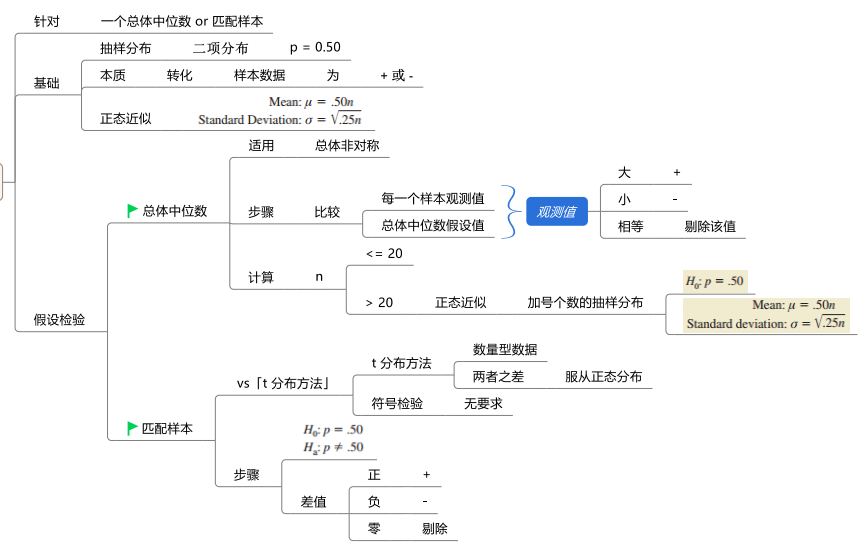 针对 一个总体中位数 or 匹配样本
基础
抽样分布 二项分布 p = 0.50
本质 转化 样本数据 为 + 或 -
正态近似
Mean: μ = .50n
Standard Deviation: σ = √.25n
假设检验
总体中位数
适用 总体非对称
步骤 比较
每一个样本观测值
总体中位数假设值
观测值
大 +
小 -
相等 剔除该值
计算 n
<= 20
> 20 正态近似 加号个数的抽样分布
H₀: p = .50
Mean: μ = .50n
Standard deviation: σ = √.25n
匹配样本
vs「t 分布方法」
t 分布方法
数量型数据
两者之差 服从正态分布
符号检验 无要求
步骤
H₀: p = .50
Hₐ: p ≠ .50
差值
正 +
负 -
零 剔除